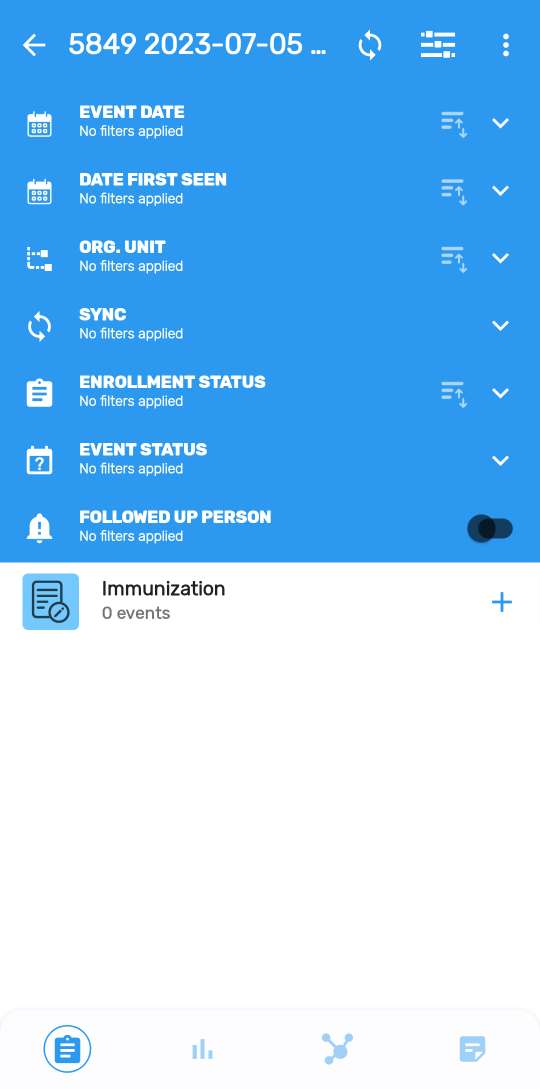 5849 2023-07-05 ...
EVENT DATE
No filters applied
DATE FIRST SEEN
No filters applied
ORG. UNIT
No filters applied
SYNC
No filters applied
ENROLLMENT STATUS
No filters applied
EVENT STATUS
No filters applied
FOLLOWED UP PERSON
No filters applied
Immunization
0 events